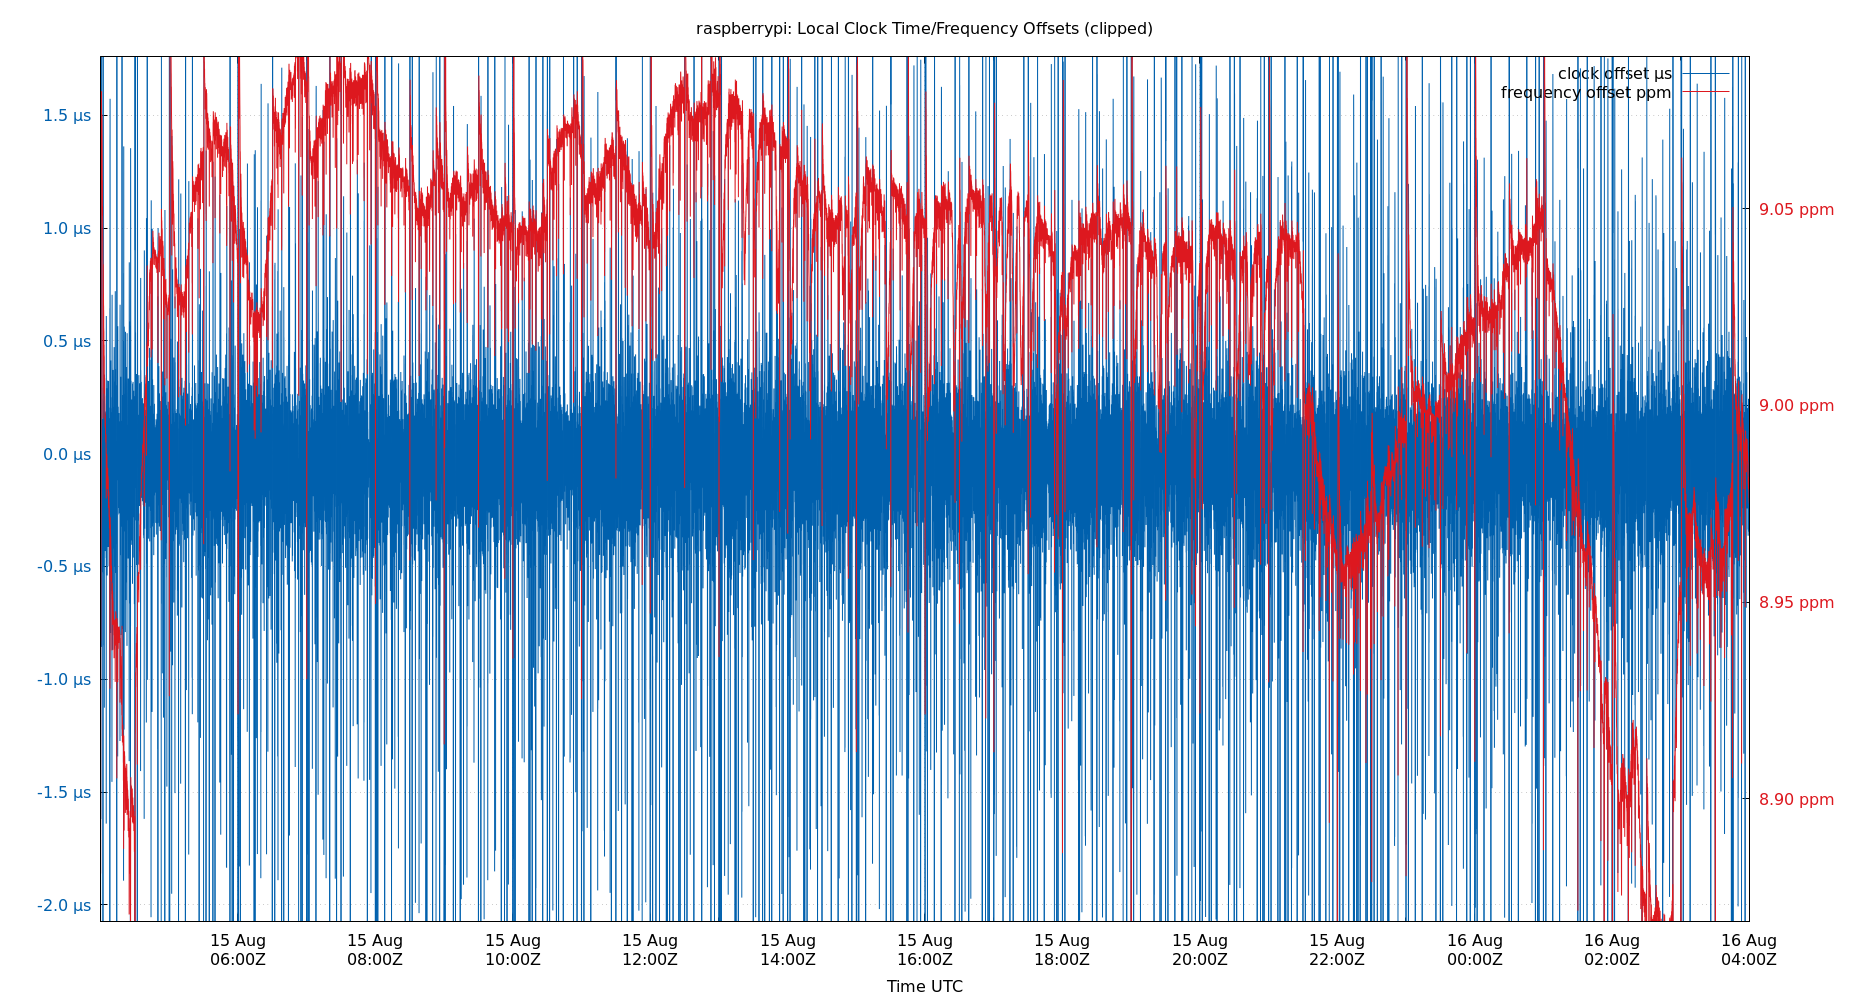 raspberrypi: Local Clock Time/Frequency Offsets (clipped)
clock offset µs
frequency offset ppm
1.5 µs
1.0 µs
0.5 µs
0.0 µs
-0.5 µs
-1.0 µs
-1.5 µs
-2.0 µs
9.05 ppm
9.00 ppm
8.95 ppm
8.90 ppm
15 Aug 15 Aug 15 Aug 15 Aug 15 Aug 15 Aug 15 Aug 15 Aug 15 Aug 16 Aug 16 Aug 16 Aug
06:00Z 08:00Z 10:00Z 12:00Z 14:00Z 16:00Z 18:00Z 20:00Z 22:00Z 00:00Z 02:00Z 04:00Z
Time UTC